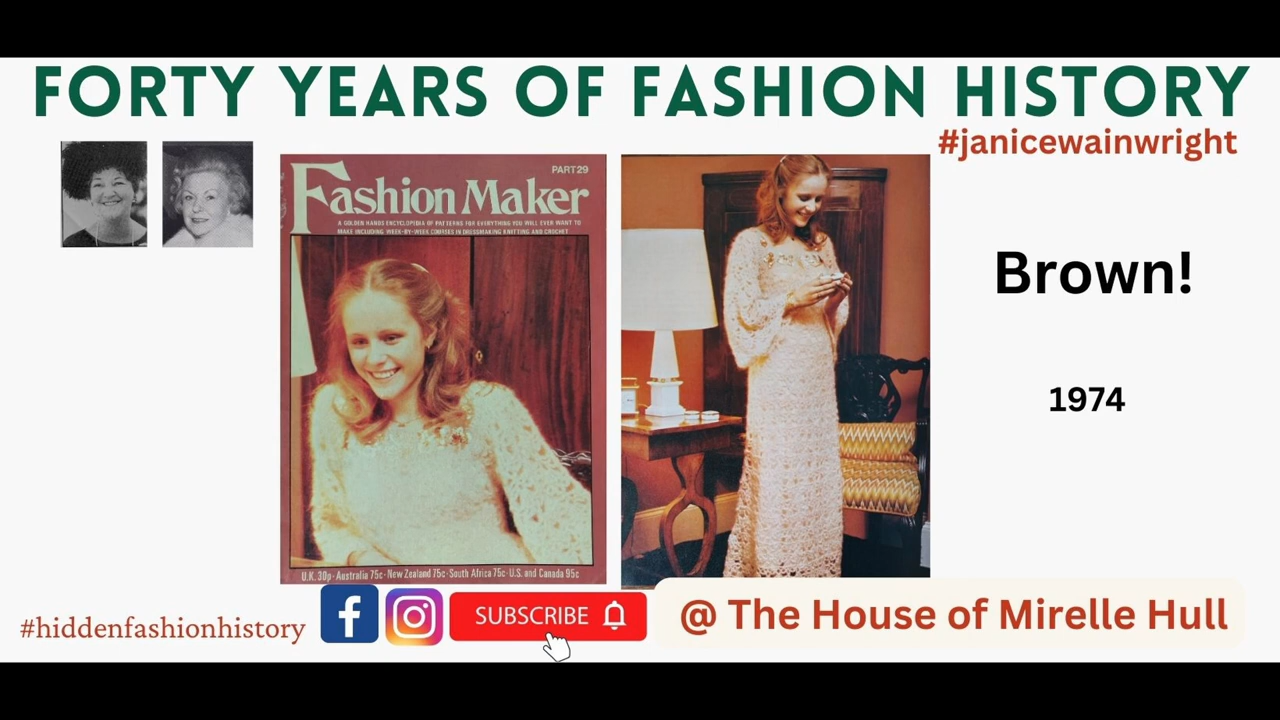 FORTY YEARS OF FASHION HISTORY
#janicewainwright
PART 29
Fashion Maker
A GOLDEN HANDS ENCYCLOPEDIA OF PATTERNS FOR EVERYTHING YOU WILL EVER WANT TO
MAKE INCLUDING WEEK-BY-WEEK COURSES IN DRESSMAKING KNITTING AND CROCHET
Brown!
1974
U.K. 30p · Australia 75c · New Zealand 75c · South Africa 75c · U.S. and Canada 95c
#hiddenfashionhistory
SUBSCRIBE
@ The House of Mirelle Hull